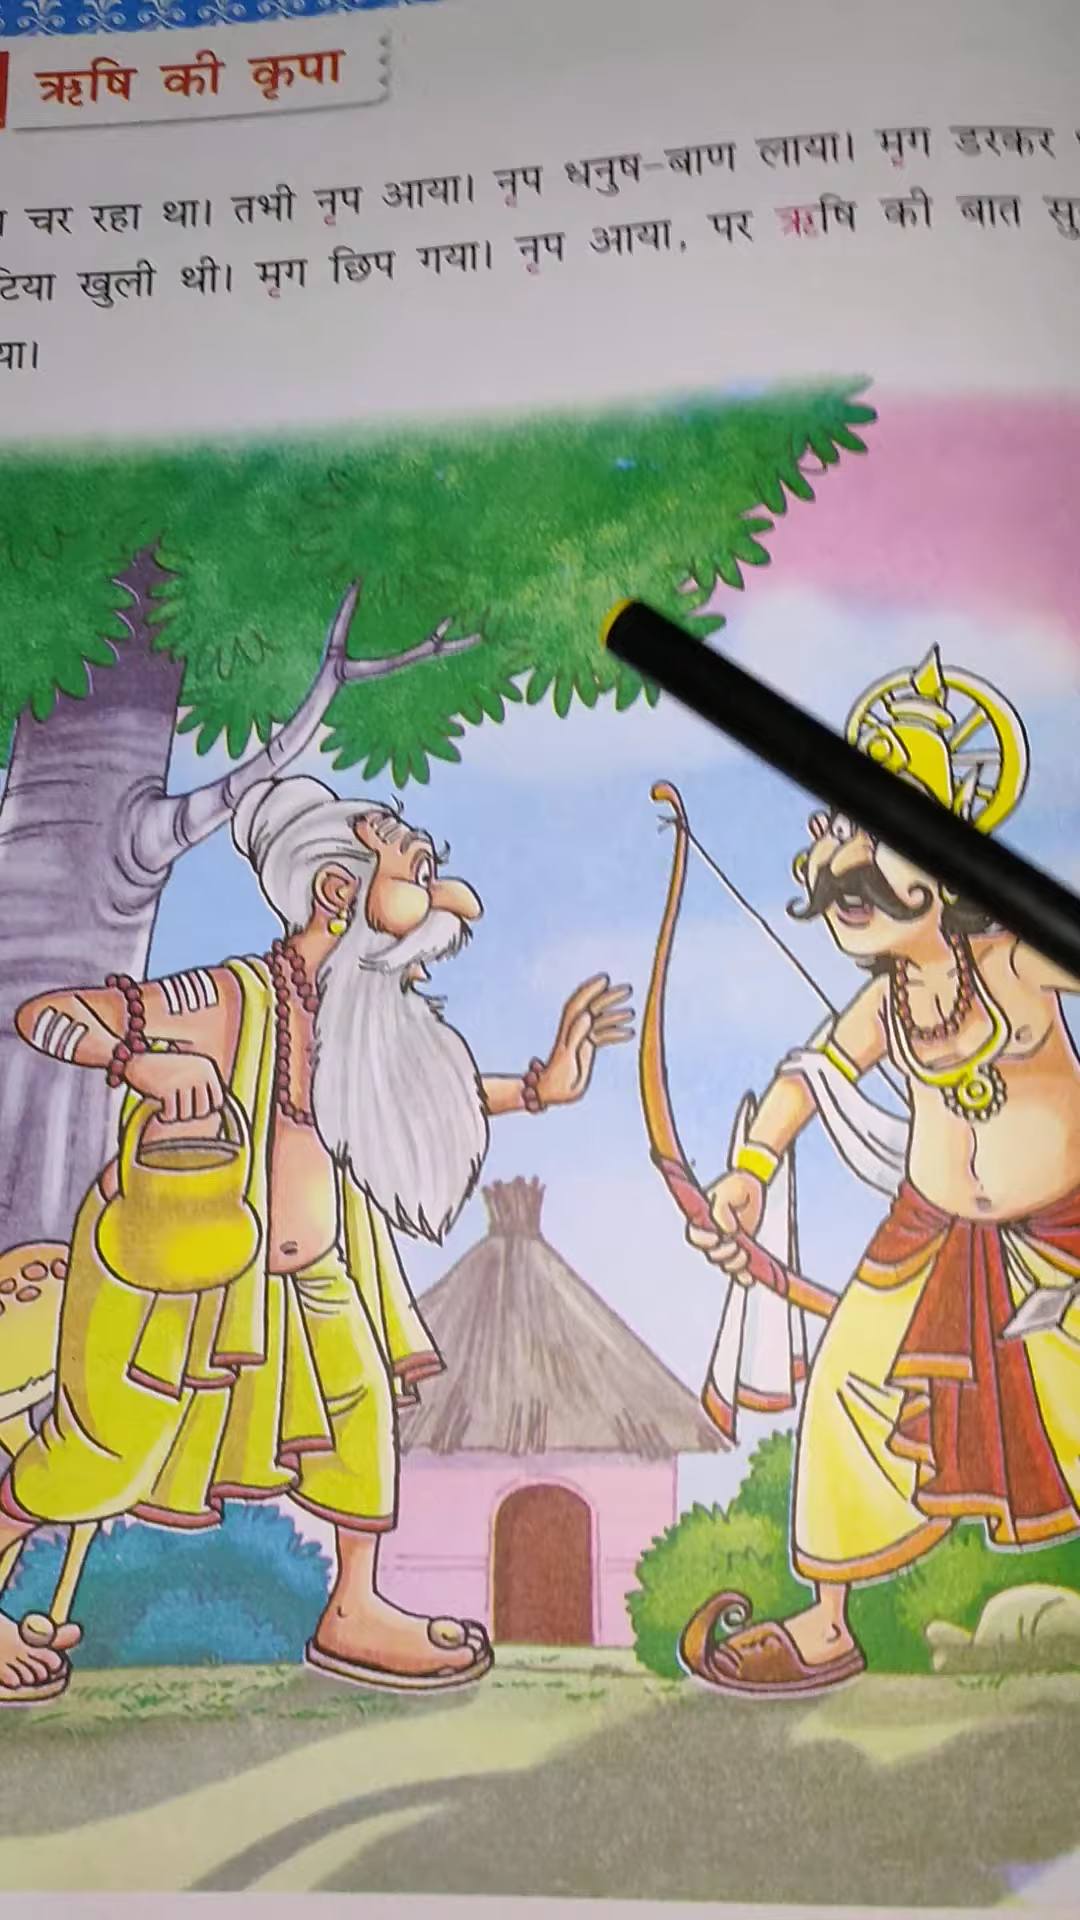 ऋषि की कृपा
चर रहा था। तभी नृप आया। नृप धनुष-बाण लाया। मृग डरकर
खुली थी। मृग छिप गया। नृप आया, पर ऋषि की बात